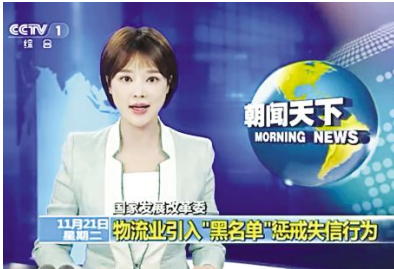 CCTV 1
综合
朝闻天下
MORNING NEWS
国家发展改革委
11月21日
星期二
物流业引入"黑名单"惩戒失信行为